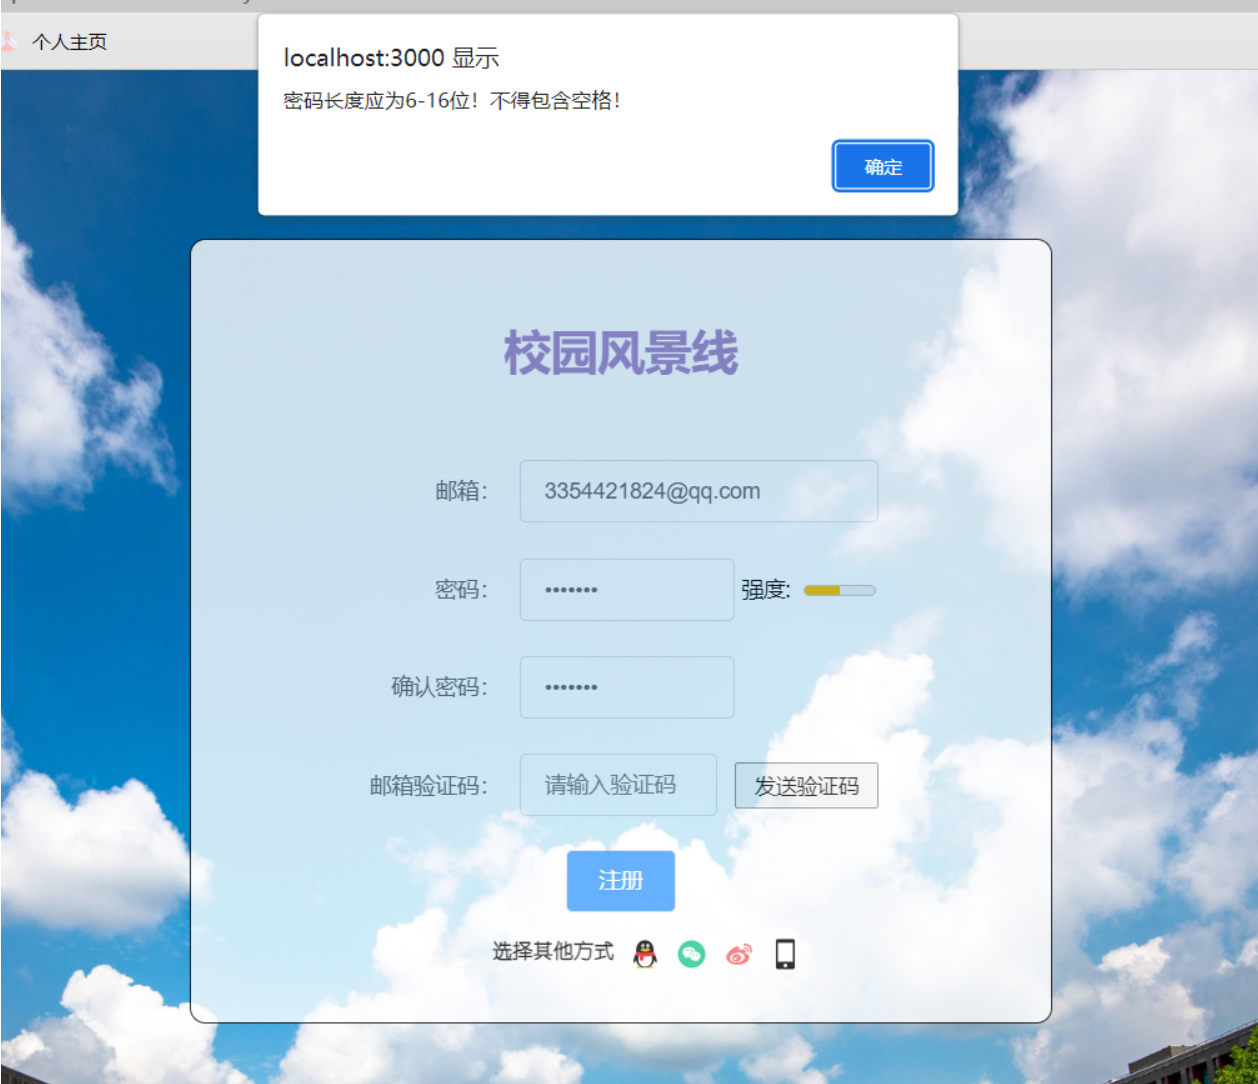 个人主页
localhost:3000 显示
密码长度应为6-16位！不得包含空格！
确定
校园风景线
邮箱：
3354421824@qq.com
密码：
•••••••
强度:
确认密码：
•••••••
邮箱验证码：
请输入验证码
发送验证码
注册
选择其他方式